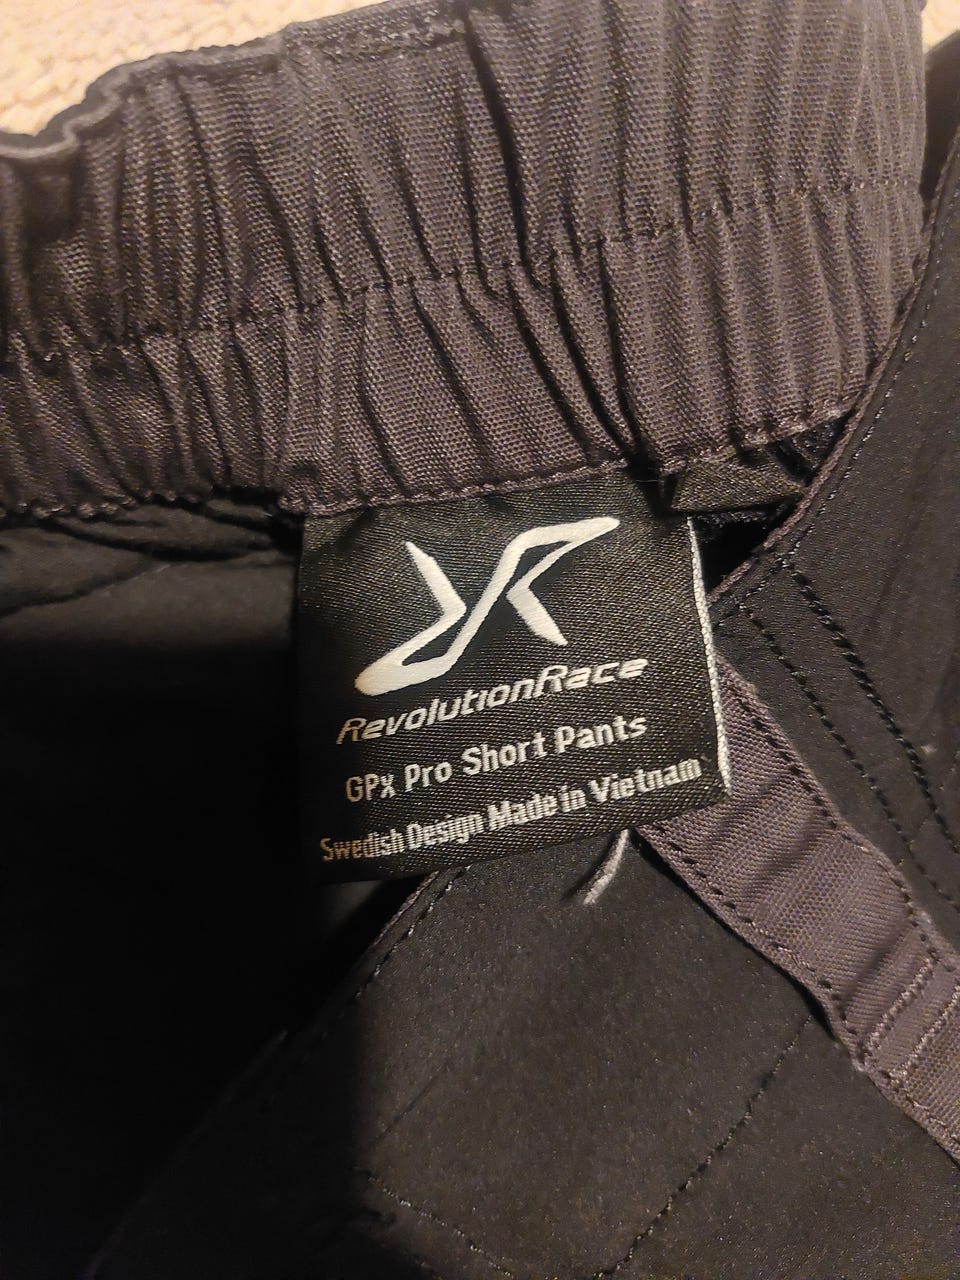 RevolutionRace
GPx Pro Short Pants
Swedish Design Made in Vietnam